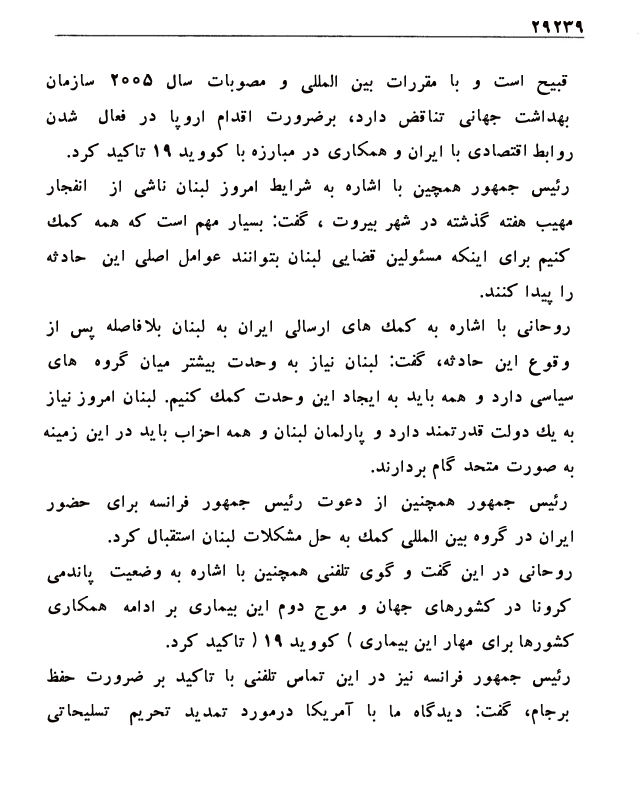 ۲۹۲۳۹
قبیح است و با مقررات بین المللی و مصوبات سال ۲۰۰۵ سازمان
بهداشت جهانی تناقض دارد، برضرورت اقدام اروپا در فعال شدن
روابط اقتصادی با ایران و همکاری در مبارزه با کووید ۱۹ تاکید کرد.
رئیس جمهور همچین با اشاره به شرایط امروز لبنان ناشی از انفجار
مهیب هفته گذشته در شهر بیروت ، گفت: بسیار مهم است که همه کمک
کنیم برای اینکه مسئولین قضایی لبنان بتوانند عوامل اصلی این حادثه
را پیدا کنند.
روحانی با اشاره به کمک های ارسالی ایران به لبنان بلافاصله پس از
وقوع این حادثه، گفت: لبنان نیاز به وحدت بیشتر میان گروه های
سیاسی دارد و همه باید به ایجاد این وحدت کمک کنیم. لبنان امروز نیاز
به یک دولت قدرتمند دارد و پارلمان لبنان و همه احزاب باید در این زمینه
به صورت متحد گام بردارند.
رئیس جمهور همچنین از دعوت رئیس جمهور فرانسه برای حضور
ایران در گروه بین المللی کمک به حل مشکلات لبنان استقبال کرد.
روحانی در این گفت و گوی تلفنی همچنین با اشاره به وضعیت پاندمی
کرونا در کشورهای جهان و موج دوم این بیماری بر ادامه همکاری
کشورها برای مهار این بیماری ) کووید ۱۹ ( تاکید کرد.
رئیس جمهور فرانسه نیز در این تماس تلفنی با تاکید بر ضرورت حفظ
برجام، گفت: دیدگاه ما با آمریکا درمورد تمدید تحریم تسلیحاتی